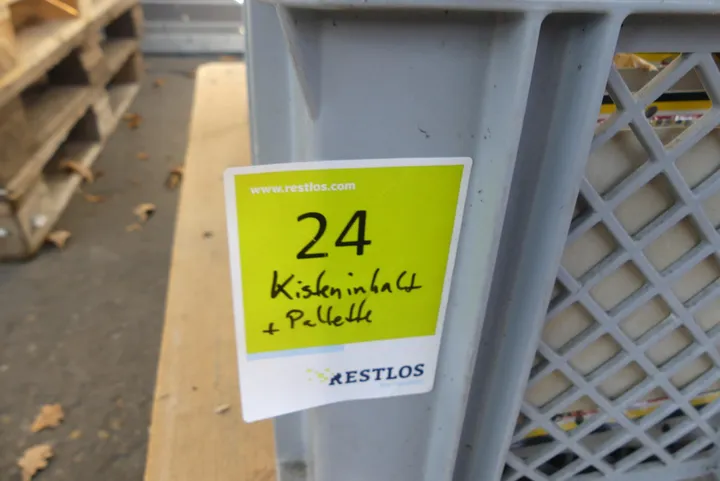 www.restlos.com
24
Kisteninhalt
+ Pallette
RESTLOS